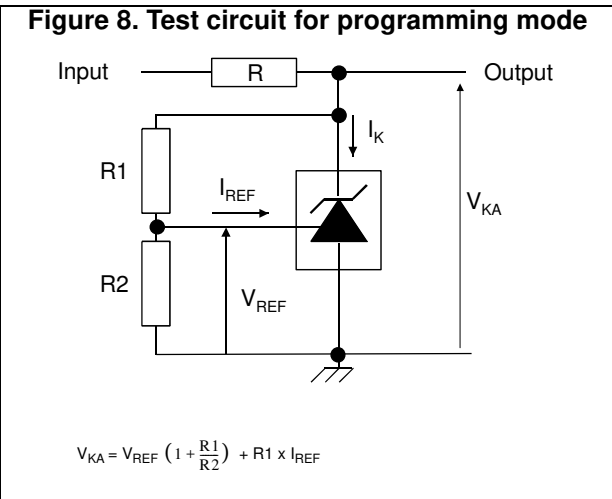 Figure 8. Test circuit for programming mode
Input R Output
I_K
R1
I_REF
V_KA
R2
V_REF
V_KA = V_REF (1 + R1/R2) + R1 x I_REF